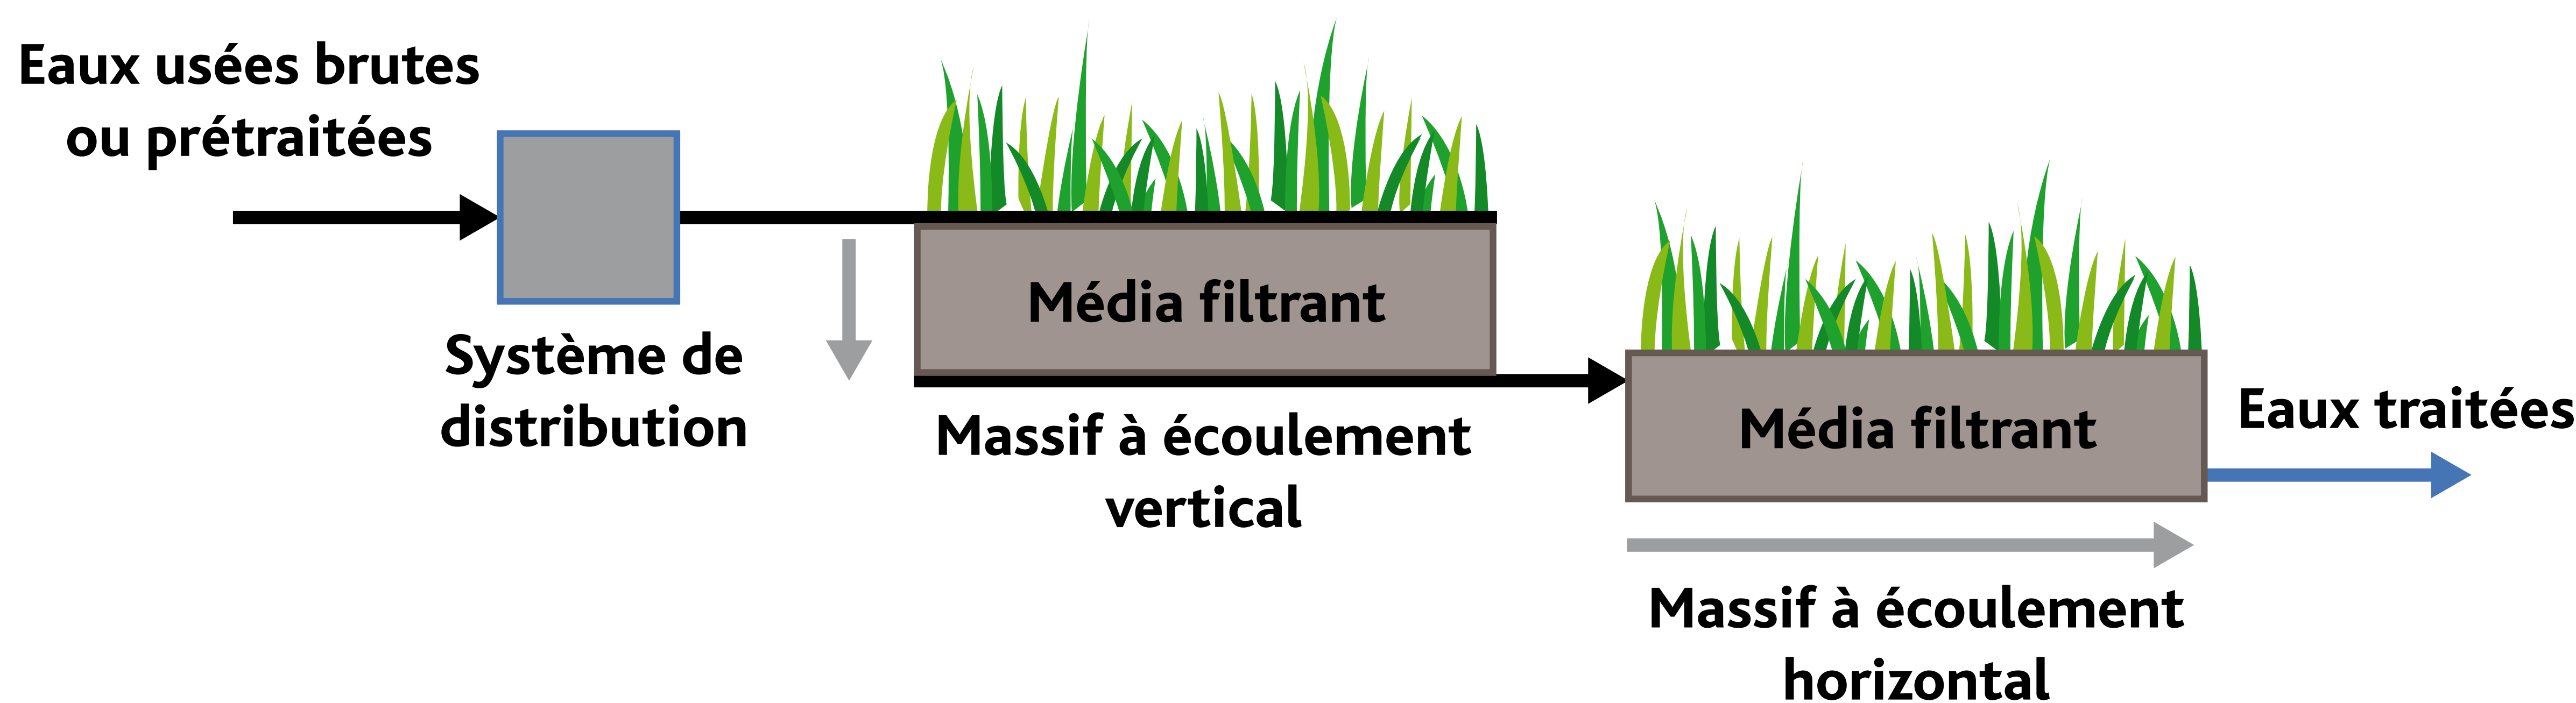 Eaux usées brutes
ou prétraitées
Système de
distribution
Média filtrant
Massif à écoulement
vertical
Média filtrant
Massif à écoulement
horizontal
Eaux traitées